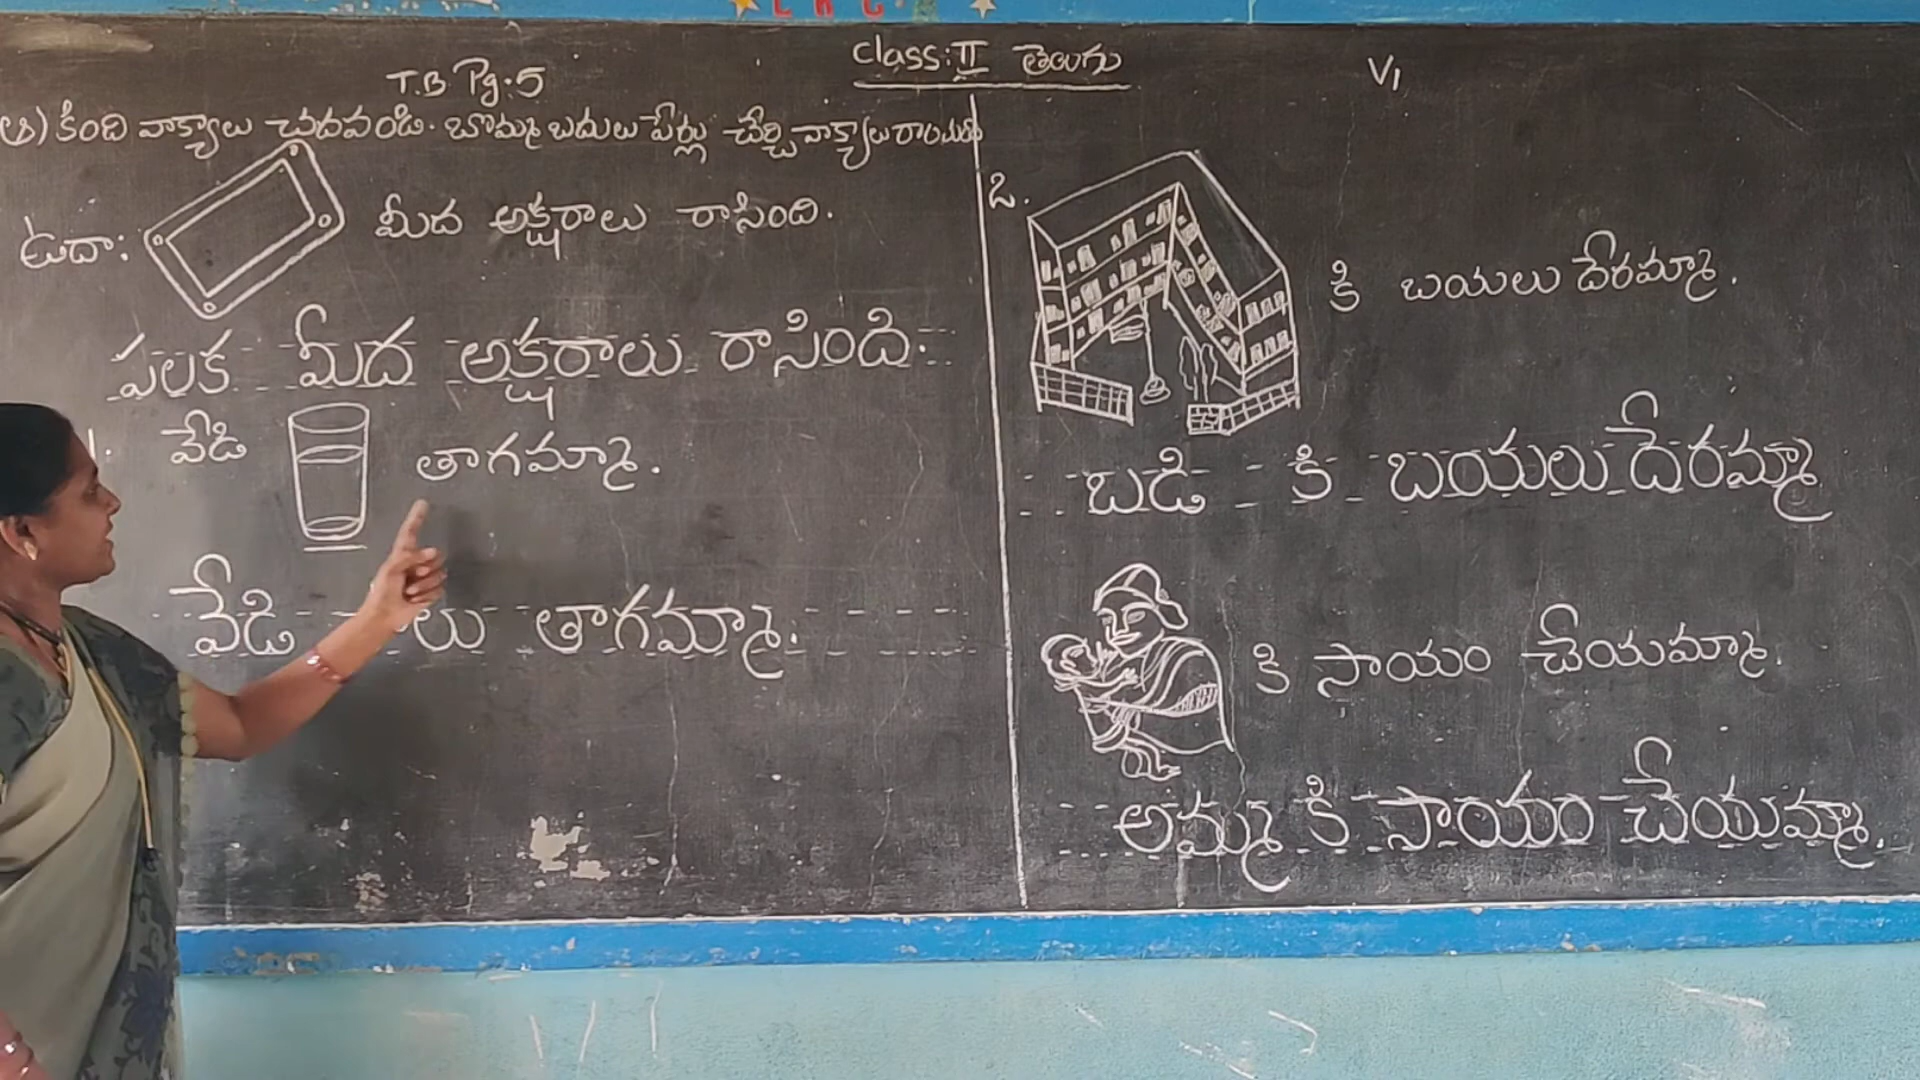 Class: II తెలుగు
V1
T.B Pg.5
ఆ) కింది వాక్యాలు చదవండి. బొమ్మ బదులు పేర్లు చేర్చి వాక్యాలు
ఉదా: మీద అక్షరాలు రాసింది.
పలక మీద అక్షరాలు రాసింది.
1. వేడి తాగమ్మా.
వేడి తాగమ్మా.
2. కి బయలు దేరమ్మా.
బడి కి బయలు దేరమ్మా
కి సాయం చేయమ్మా.
అమ్మ కి సాయం చేయమ్మా.